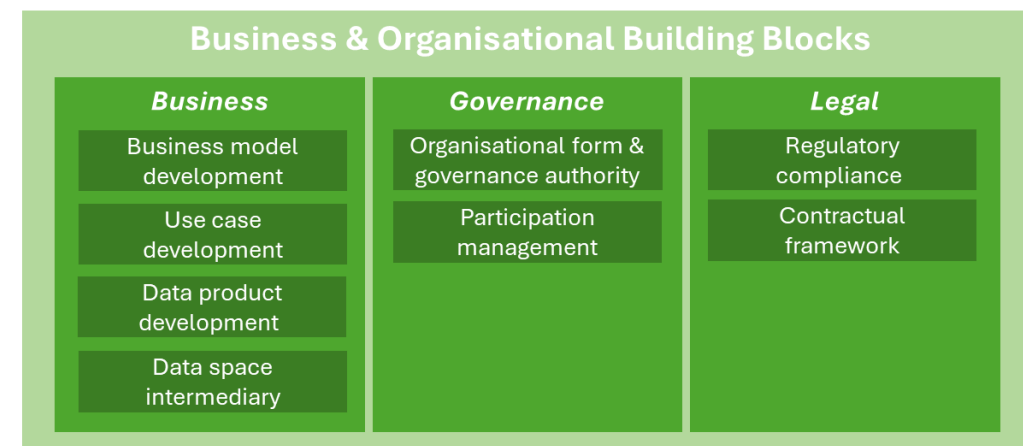 Business & Organisational Building Blocks
Business
Business model
development
Use case
development
Data product
development
Data space
intermediary
Governance
Organisational form &
governance authority
Participation
management
Legal
Regulatory
compliance
Contractual
framework